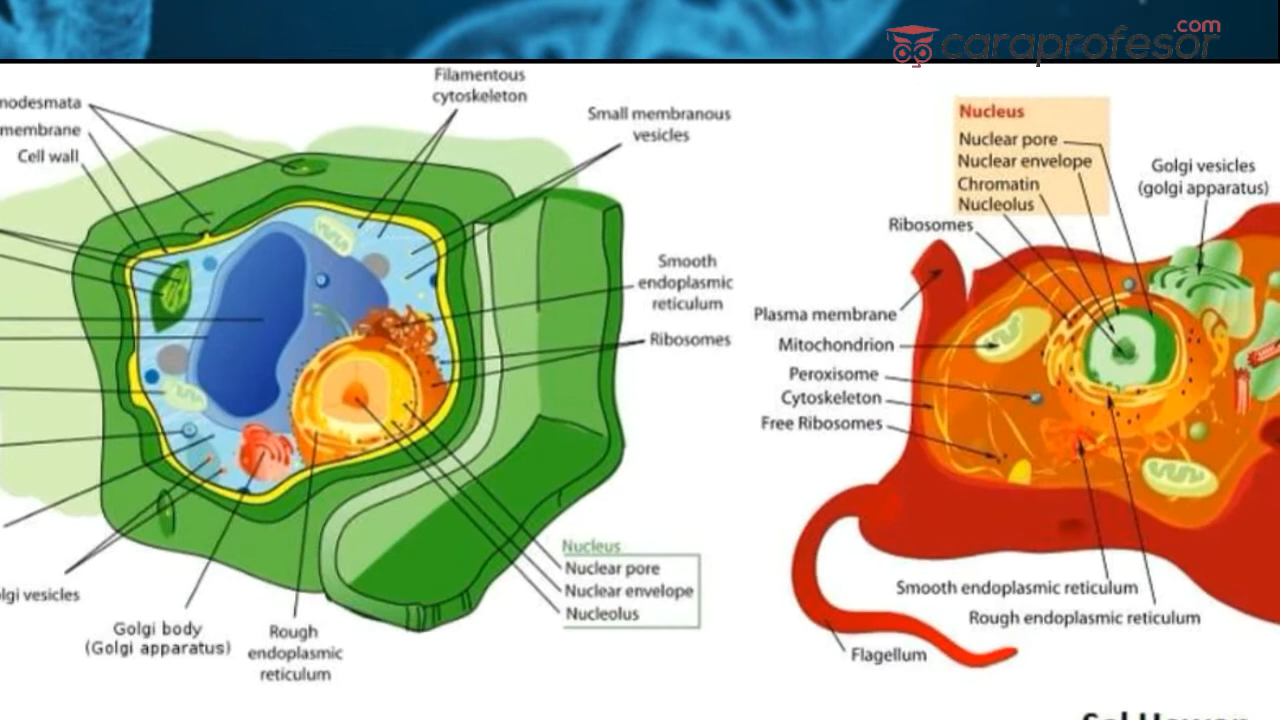 caraprofesor.com
Filamentous
cytoskeleton
Small membranous
vesicles
membrane
Cell wall
Smooth
endoplasmic
reticulum
Ribosomes
Nucleus
Nuclear pore
Nuclear envelope
Nucleolus
vesicles
Golgi body
(Golgi apparatus)
Rough
endoplasmic
reticulum
Nucleus
Nuclear pore
Nuclear envelope
Chromatin
Nucleolus
Golgi vesicles
(golgi apparatus)
Ribosomes
Plasma membrane
Mitochondrion
Peroxisome
Cytoskeleton
Free Ribosomes
Smooth endoplasmic reticulum
Rough endoplasmic reticulum
Flagellum